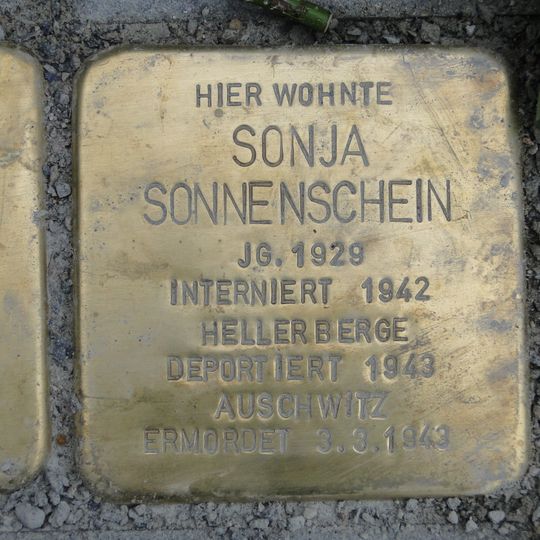 HIER WOHNTE
SONJA
SONNENSCHEIN
JG. 1929
INTERNIERT 1942
HELLERBERGE
DEPORTIERT 1943
AUSCHWITZ
ERMORDET 3.3.1943